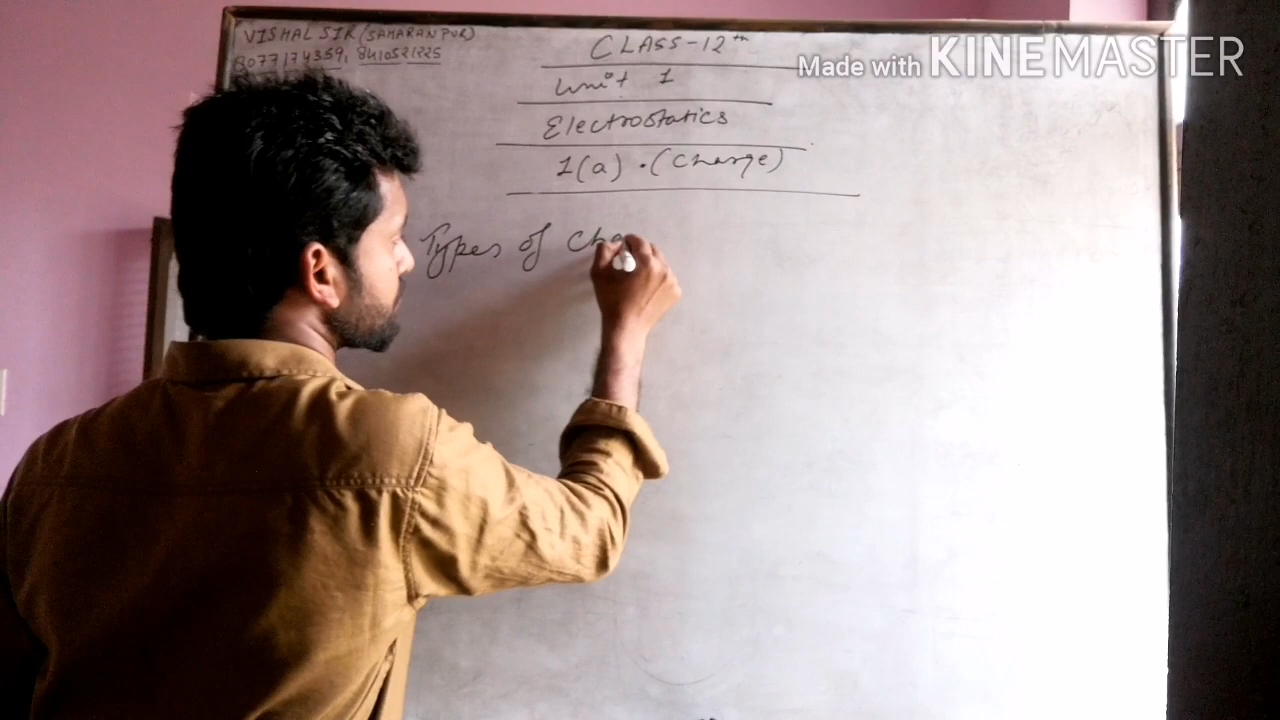 VISHAL SIR (SAHARANPUR)
8077174359, 8410521225
CLASS-12th
Unit 1
Electrostatics
1(a) . (Charge)
Types of Cha
Made with KINEMASTER